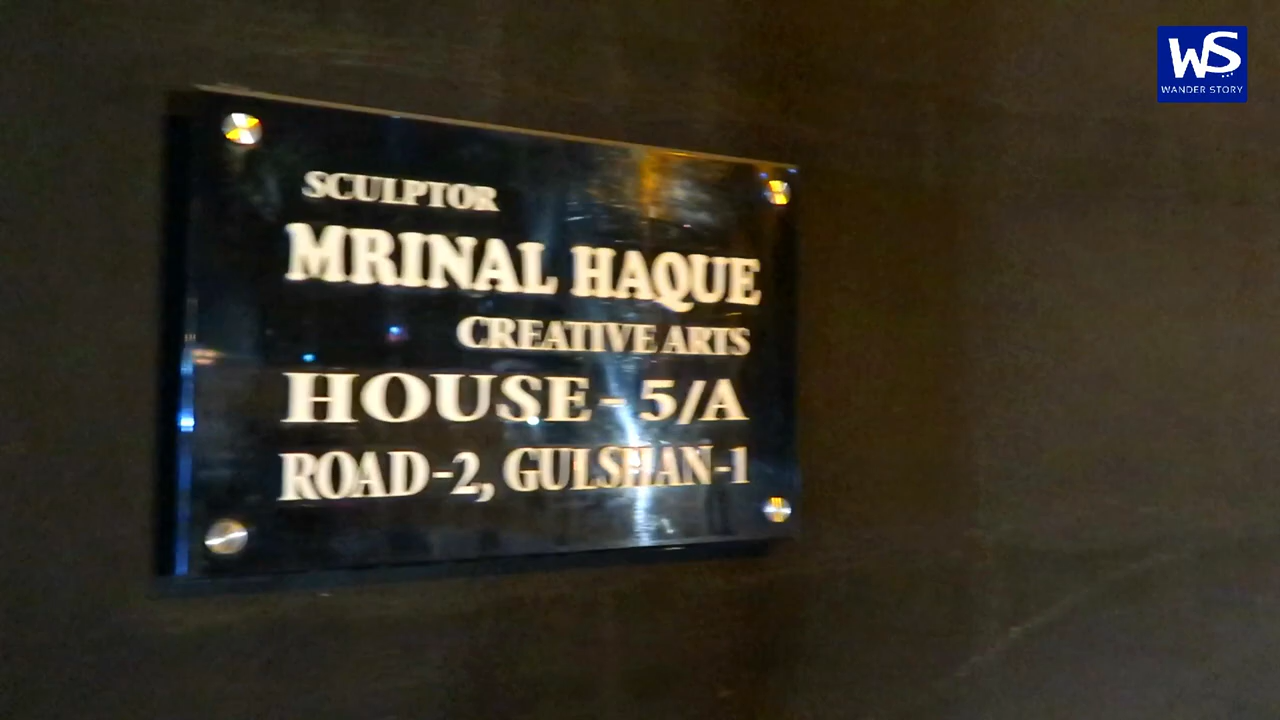 WS
WANDER STORY
SCULPTOR
MRINAL HAQUE
CREATIVE ARTS
HOUSE - 5/A
ROAD-2, GULSHAN-1